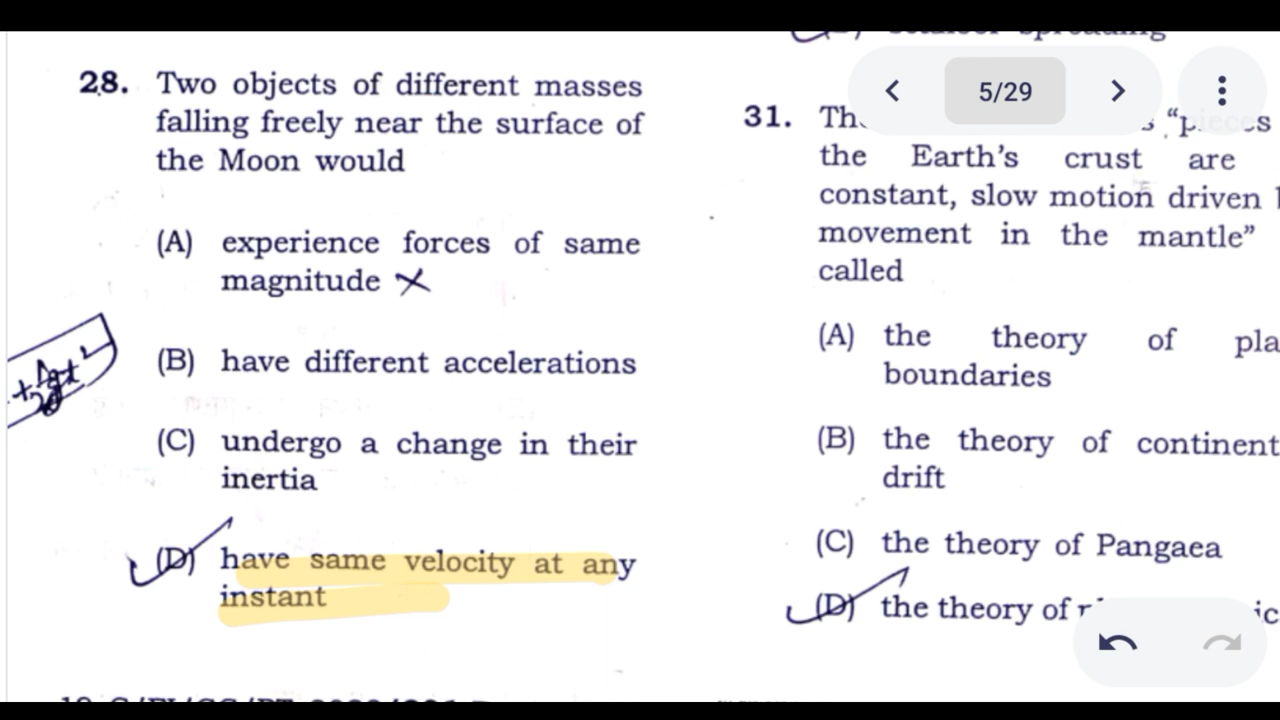 28. Two objects of different masses
falling freely near the surface of
the Moon would
(A) experience forces of same
magnitude
(B) have different accelerations
(C) undergo a change in their
inertia
(D) have same velocity at any
instant
5/29
31. "pieces
the Earth's crust are
constant, slow motion driven
movement in the mantle"
called
(A) the theory of
boundaries
(B) the theory of
drift
(C) the theory of Pangaea
(D) the theory of